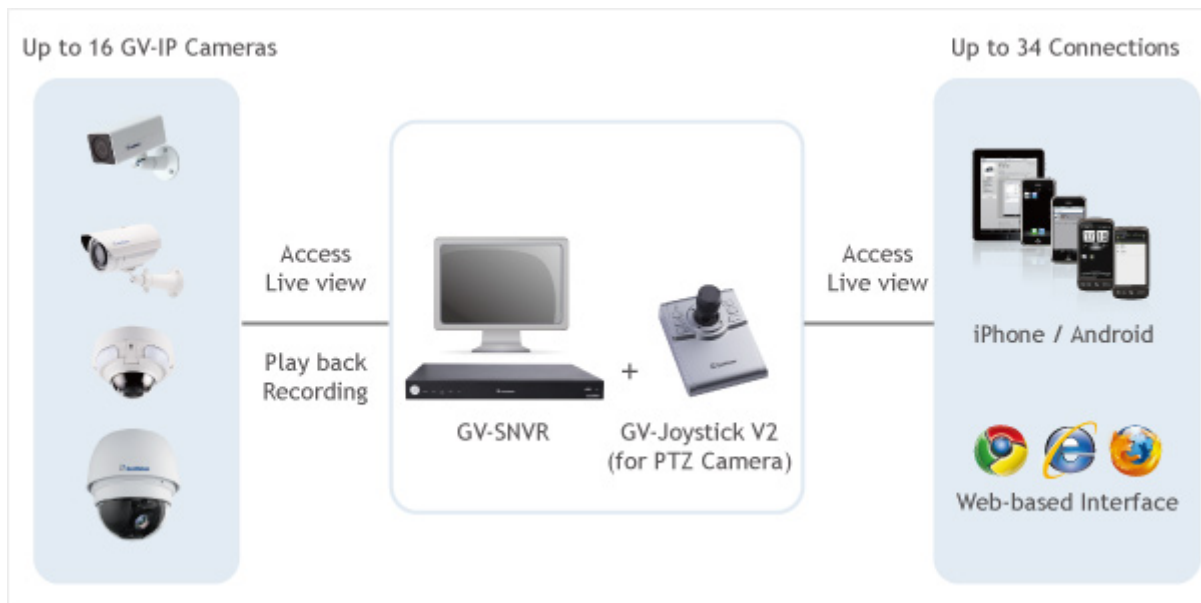 Up to 16 GV-IP Cameras
Up to 34 Connections
Access
Live view
Play back
Recording
GV-SNVR
+
GV-Joystick V2
(for PTZ Camera)
Access
Live view
iPhone / Android
Web-based Interface